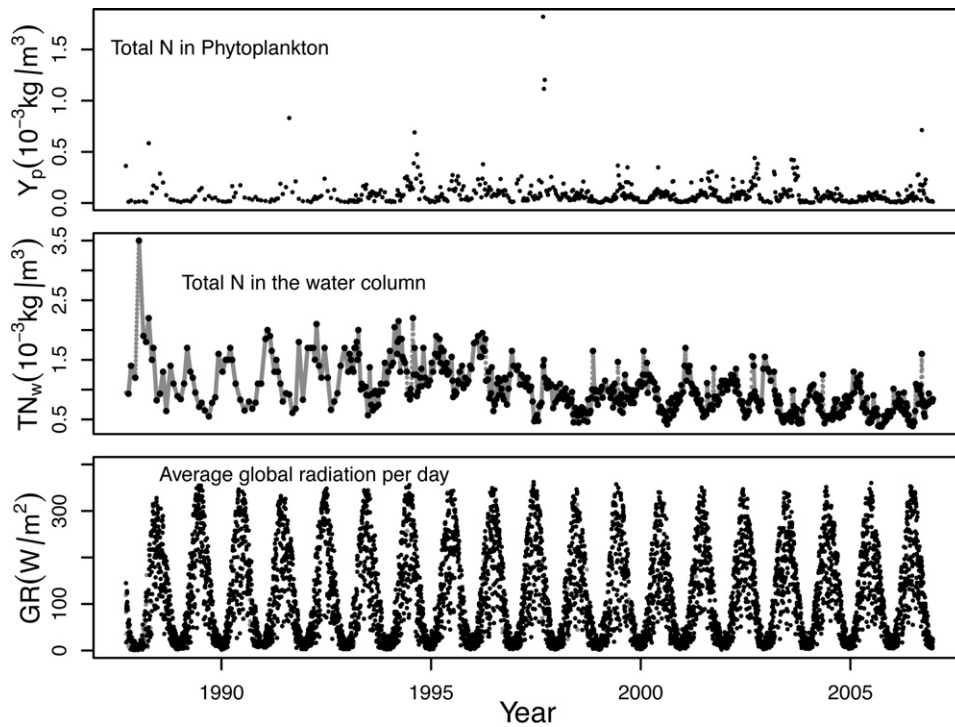 Total N in Phytoplankton
Yp(10⁻³kg/m³)
1.5
1.0
0.5
0.0
Total N in the water column
TNw(10⁻³kg/m³)
3.5
2.5
1.5
0.5
Average global radiation per day
GR(W/m²)
300
100
0
1990 1995 2000 2005
Year